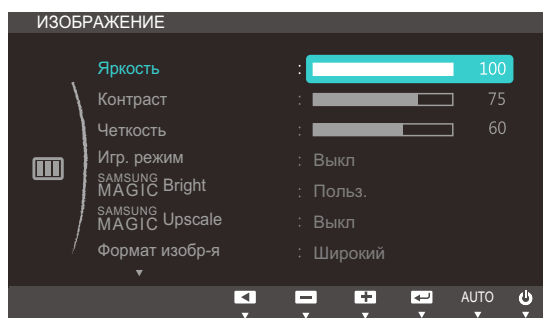 ИЗОБРАЖЕНИЕ
Яркость : 100
Контраст : 75
Четкость : 60
Игр. режим : Выкл
SAMSUNG MAGIC Bright : Польз.
SAMSUNG MAGIC Upscale : Выкл
Формат изобр-я : Широкий
AUTO